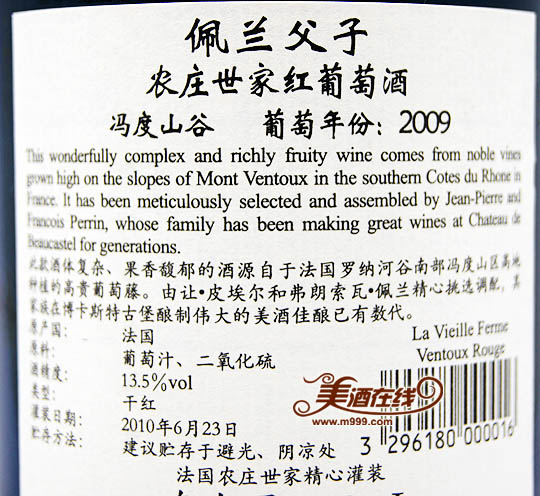 佩兰父子
农庄世家红葡萄酒
冯度山谷 葡萄年份：2009
This wonderfully complex and richly fruity wine comes from noble vines
grown high on the slopes of Mont Ventoux in the southern Cotes du Rhone in
France. It has been meticulously selected and assembled by Jean-Pierre and
Francois Perrin, whose family has been making great wines at Chateau de
Beaucastel for generations.
此款酒体复杂、果香馥郁的酒源自于法国罗纳河谷南部冯度山区高地
种植的高贵葡萄藤。由让•皮埃尔和弗朗索瓦•佩兰精心挑选调配，其
家族在博卡斯特古堡酿制伟大的美酒佳酿已有数代。
原产国： 法国
原料： 葡萄汁、二氧化硫
酒精度： 13.5%vol
类型： 干红
灌装日期： 2010年6月23日
贮存方法： 建议贮存于避光、阴凉处
法国农庄世家精心灌装
La Vieille Ferme
Ventoux Rouge
美酒在线
www.m999.com
3 296180 000016